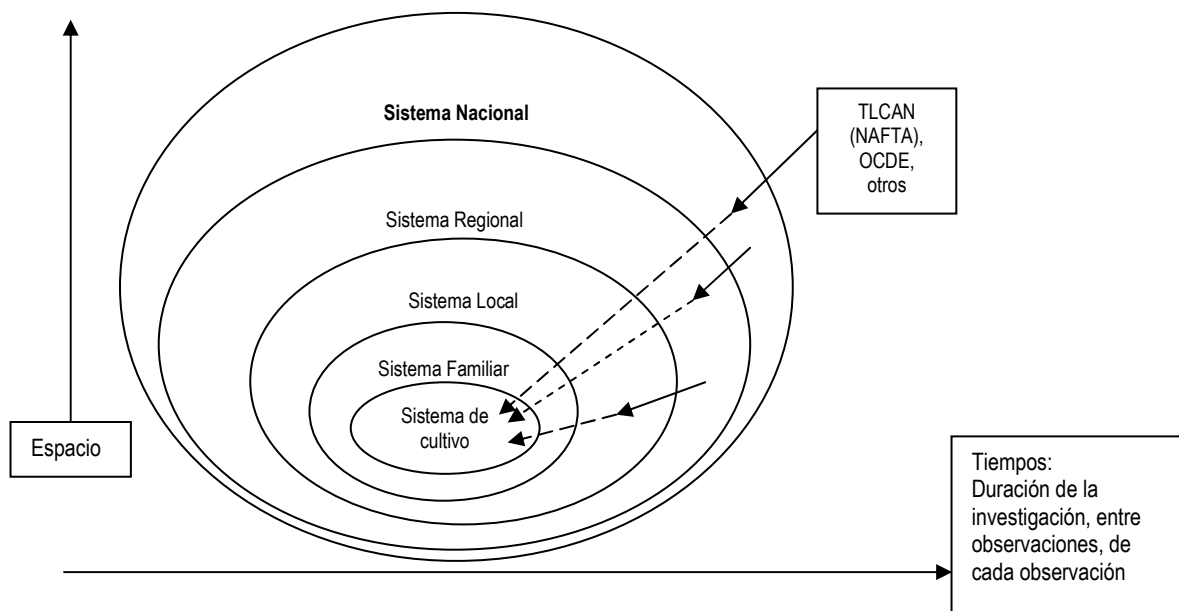 Sistema Nacional
TLCAN
(NAFTA),
OCDE,
otros
Sistema Regional
Sistema Local
Sistema Familiar
Sistema de
cultivo
Espacio
Tiempos:
Duración de la
investigación, entre
observaciones, de
cada observación